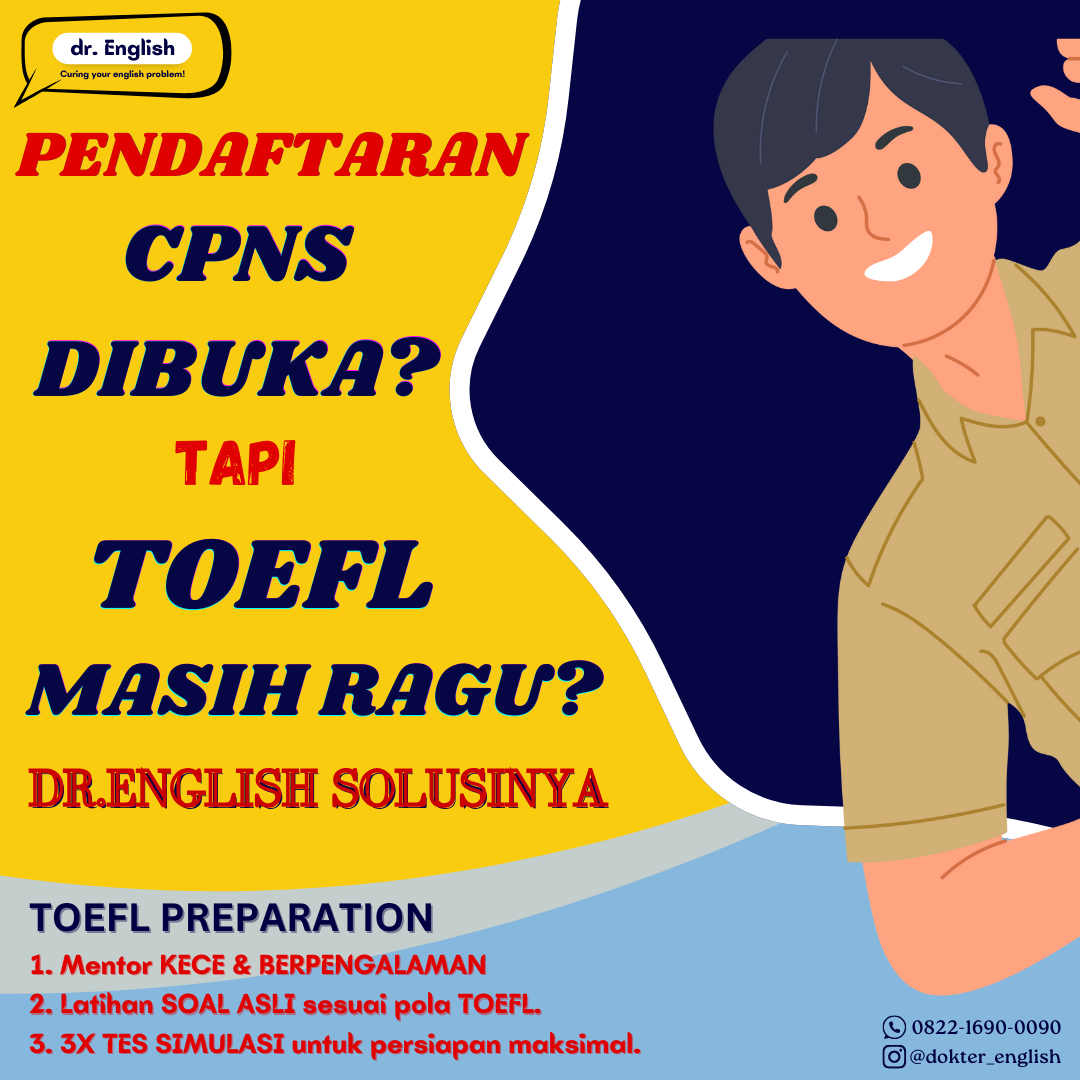 dr. English
Curing your english problem!
PENDAFTARAN
CPNS
DIBUKA?
TAPI
TOEFL
MASIH RAGU?
DR.ENGLISH SOLUSINYA
TOEFL PREPARATION
1. Mentor KECE & BERPENGALAMAN
2. Latihan SOAL ASLI sesuai pola TOEFL.
3. 3X TES SIMULASI untuk persiapan maksimal.
0822-1690-0090
@dokter_english